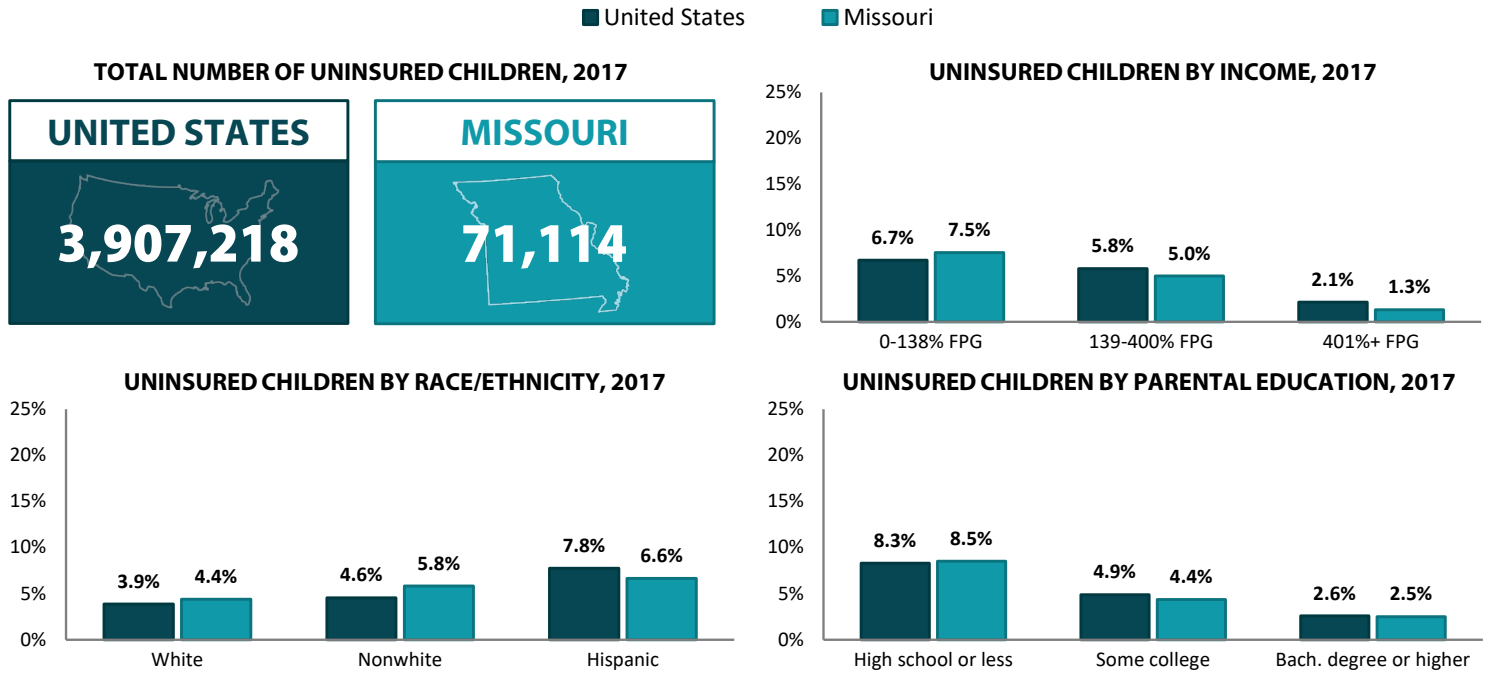 United States
Missouri
TOTAL NUMBER OF UNINSURED CHILDREN, 2017
UNITED STATES
3,907,218
MISSOURI
71,114
UNINSURED CHILDREN BY INCOME, 2017
25%
20%
15%
10%
5%
0%
6.7%
7.5%
5.8%
5.0%
2.1%
1.3%
0-138% FPG
139-400% FPG
401%+ FPG
UNINSURED CHILDREN BY RACE/ETHNICITY, 2017
25%
20%
15%
10%
5%
0%
3.9%
4.4%
4.6%
5.8%
7.8%
6.6%
White
Nonwhite
Hispanic
UNINSURED CHILDREN BY PARENTAL EDUCATION, 2017
25%
20%
15%
10%
5%
0%
8.3%
8.5%
4.9%
4.4%
2.6%
2.5%
High school or less
Some college
Bach. degree or higher